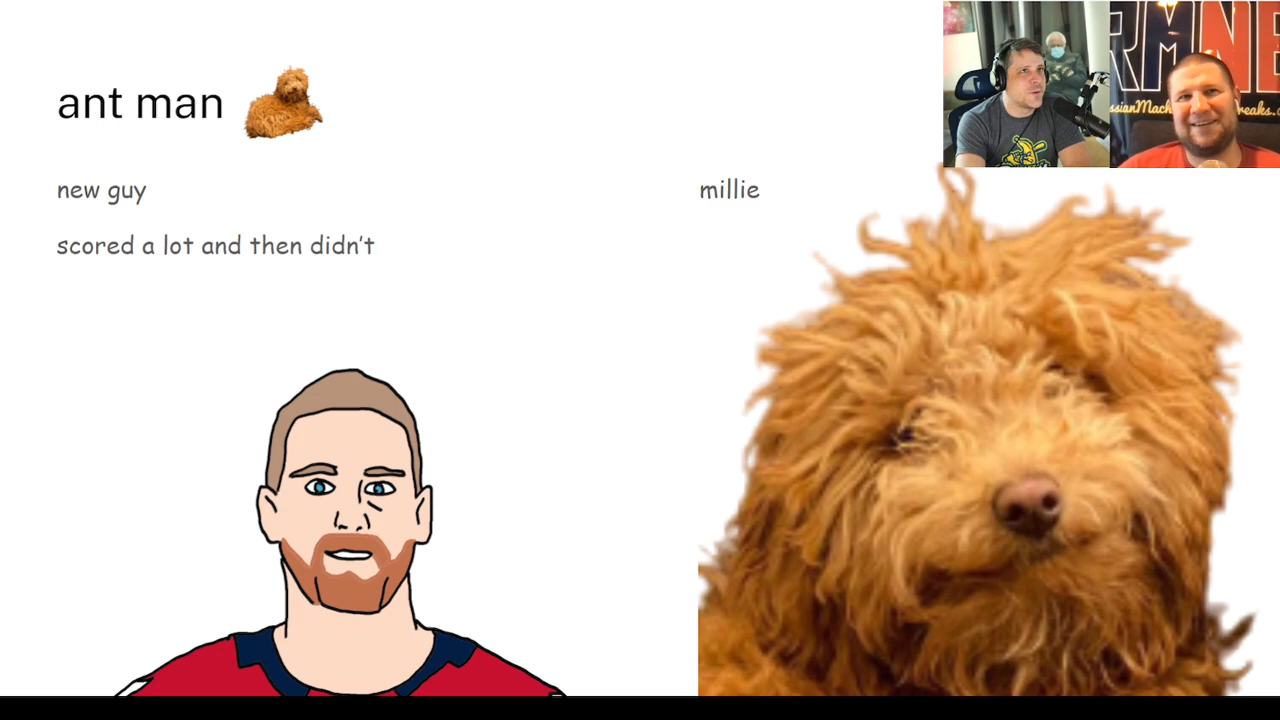 ant man
new guy
scored a lot and then didn't
millie